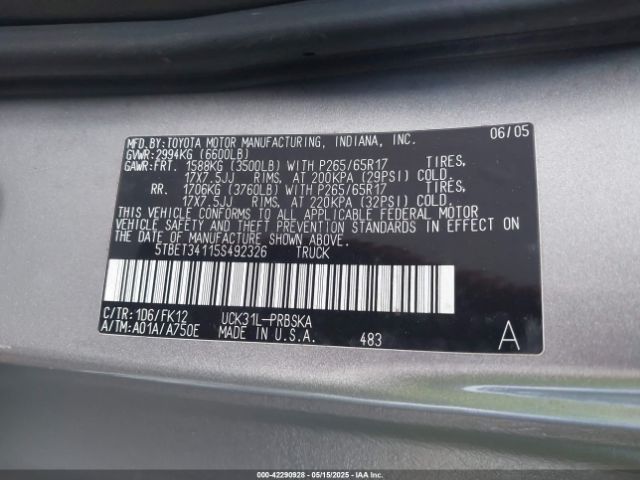 MFD.BY:TOYOTA MOTOR MANUFACTURING, INDIANA, INC. 06/05
GVWR:2994KG (6600LB)
GAWR:FRT. 1588KG (3500LB) WITH P265/65R17 TIRES,
17X7.5JJ RIMS, AT 200KPA (29PSI) COLD.
RR. 1706KG (3760LB) WITH P265/65R17 TIRES,
17X7.5JJ RIMS, AT 220KPA (32PSI) COLD.
THIS VEHICLE CONFORMS TO ALL APPLICABLE FEDERAL MOTOR
VEHICLE SAFETY AND THEFT PREVENTION STANDARDS IN EFFECT ON
THE DATE OF MANUFACTURE SHOWN ABOVE.
5TBET34115S492326 TRUCK
C/TR:1D6/FK12 UCK31L-PRBSKA
A/TM:A01A/A750E MADE IN U.S.A. 483 A
000-42290928 - 05/15/2025 - IAA Inc.